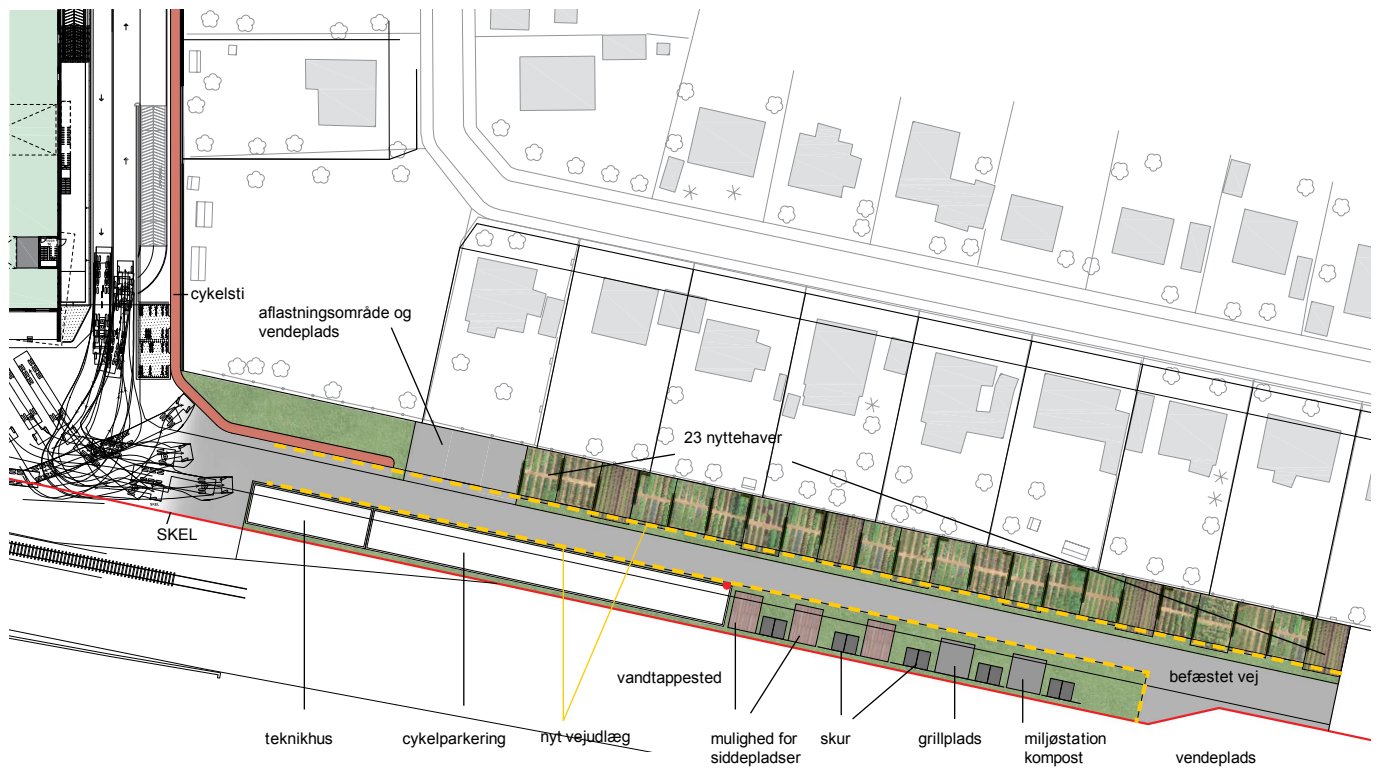 cykelsti
aflastningsområde og
vendeplads
23 nyttehaver
SKEL
befæstet vej
vandtappested
teknikhus
cykelparkering
nyt vejudlæg
mulighed for
siddepladser
skur
grillplads
miljøstation
kompost
vendeplads